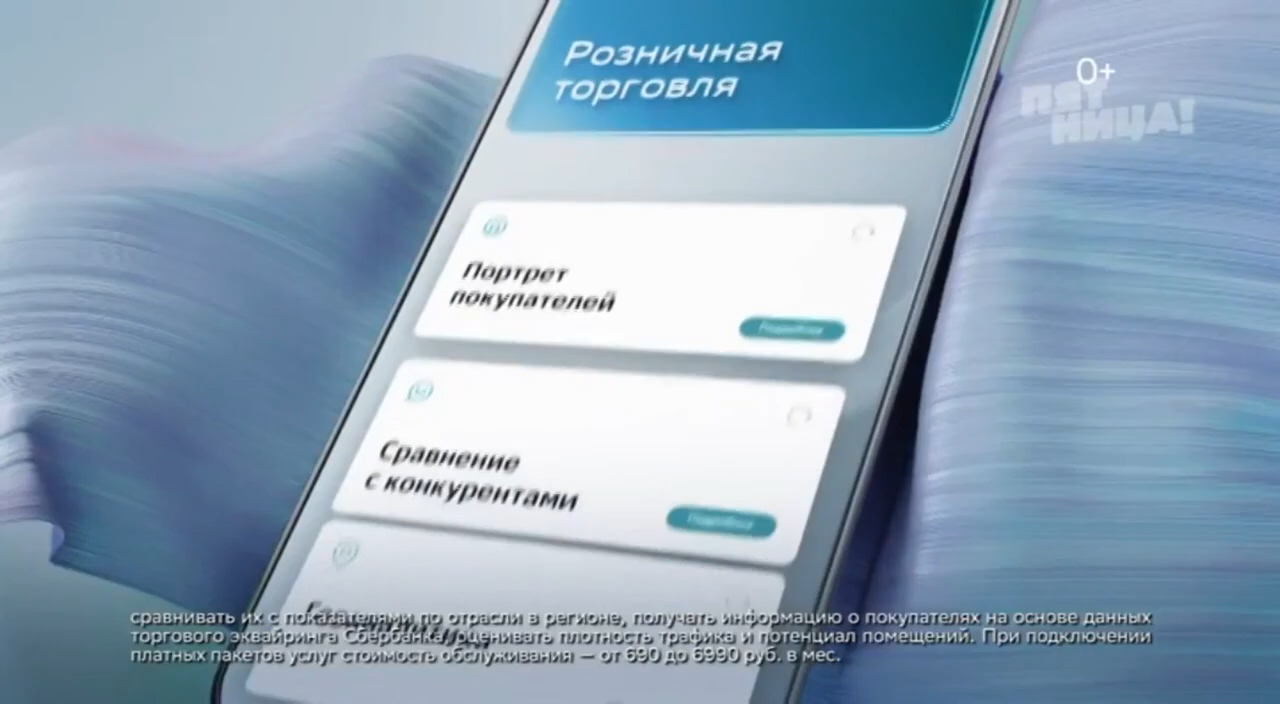 Розничная
торговля
0+
ПЯТ
НИЦА!
Портрет
покупателей
Подробнее
Сравнение
с конкурентами
Подробнее
сравнивать их с показателями по отрасли в регионе, получать информацию о покупателях на основе данных
торгового эквайринга Сбербанка, оценивать плотность трафика и потенциал помещений. При подключении
платных пакетов услуг стоимость обслуживания — от 690 до 6990 руб. в мес.